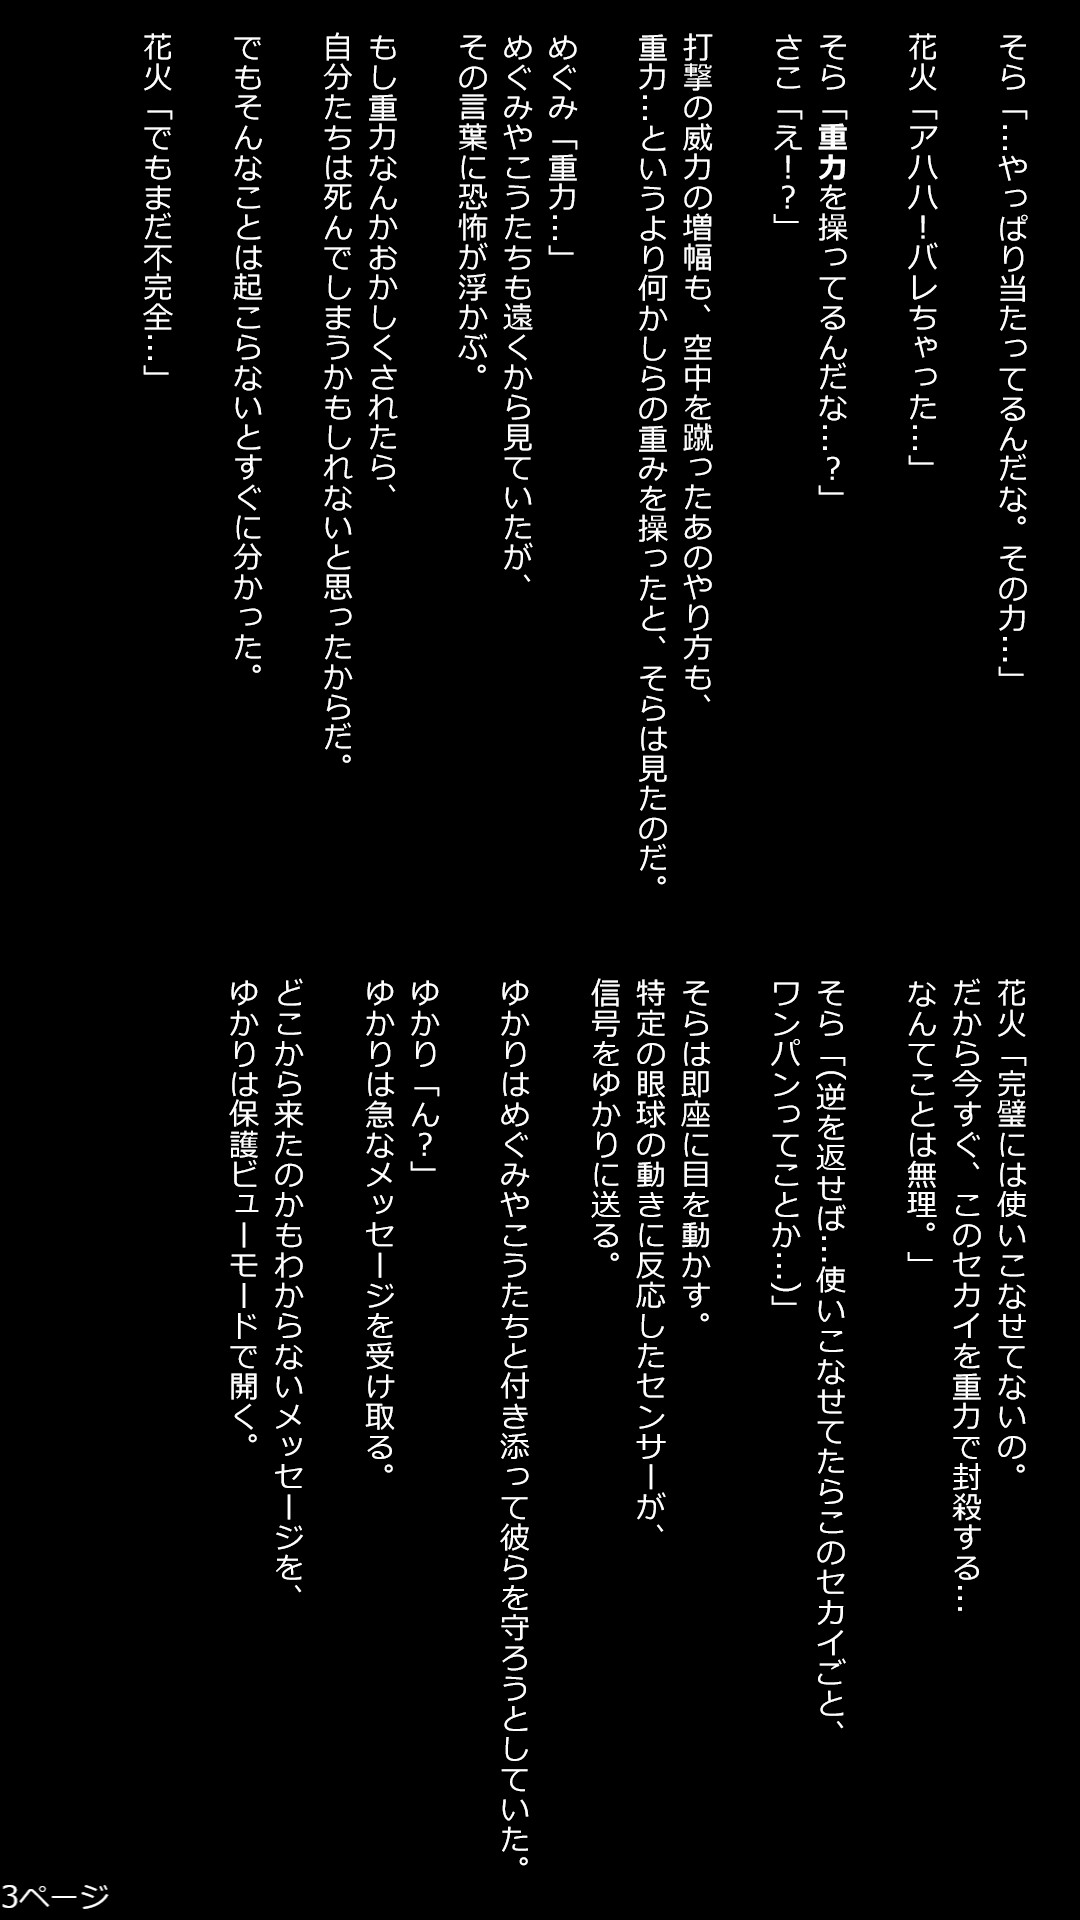 そら「…やっぱり当たってるんだな。その力…」
花火「アハハ！バレちゃった…」
そら「重力を操ってるんだな…？」
さこ「え！？」
打撃の威力の増幅も、空中を蹴ったあのやり方も、
重力…というより何かしらの重みを操ったと、そらは見たのだ。
めぐみ「重力…」
めぐみやこうたちも遠くから見ていたが、
その言葉に恐怖が浮かぶ。
もし重力なんかおかしくされたら、
自分たちは死んでしまうかもしれないと思ったからだ。
でもそんなことは起こらないとすぐに分かった。
花火「でもまだ不完全…」
花火「完璧には使いこなせてないの。
だから今すぐ、このセカイを重力で封殺する…
なんてことは無理。」
そら「(逆を返せば…使いこなせてたらこのセカイごと、
ワンパンってことか…)」
そらは即座に目を動かす。
特定の眼球の動きに反応したセンサーが、
信号をゆかりに送る。
ゆかりはめぐみやこうたちと付き添って彼らを守ろうとしていた。
ゆかり「ん？」
ゆかりは急なメッセージを受け取る。
どこから来たのかもわからないメッセージを、
ゆかりは保護ビューモードで開く。
3ページ